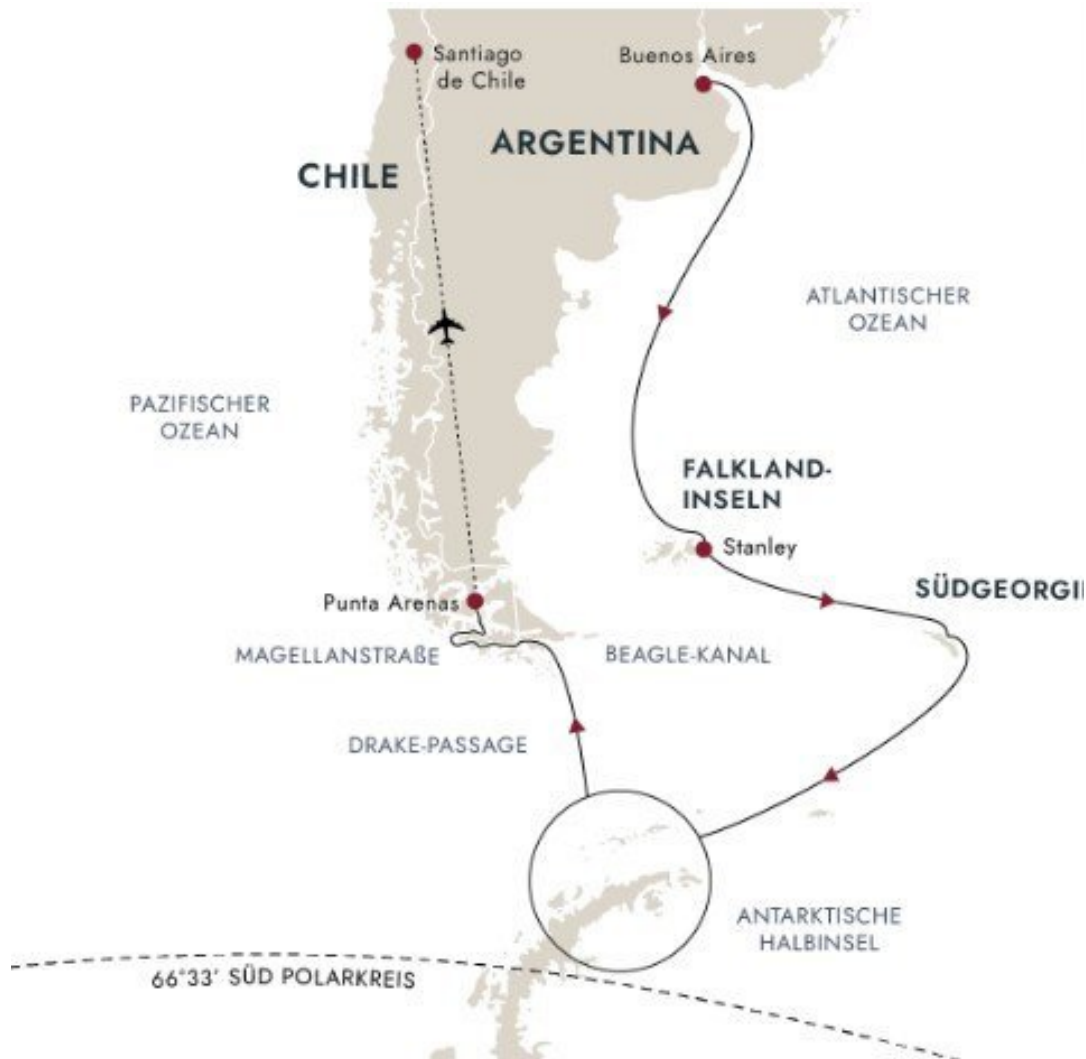 Santiago
de Chile
Buenos Aires
ARGENTINA
CHILE
ATLANTISCHER
OZEAN
PAZIFISCHER
OZEAN
FALKLAND-
INSELN
Stanley
SÜDGEORGIE
Punta Arenas
MAGELLANSTRAßE
BEAGLE-KANAL
DRAKE-PASSAGE
ANTARKTISCHE
HALBINSEL
66°33' SÜD POLARKREIS